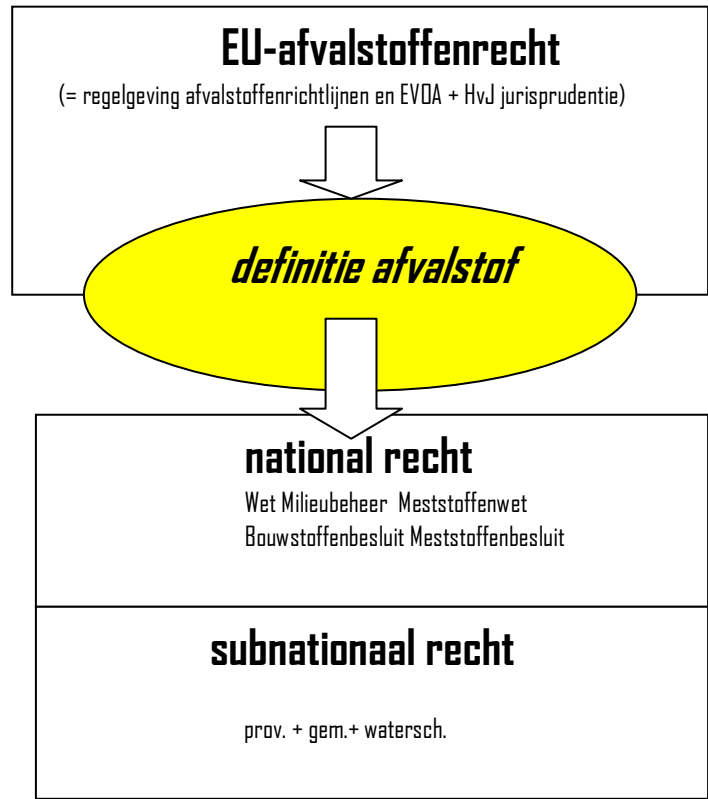 EU-afvalstoffenrecht
(= regelgeving afvalstoffenrichtlijnen en EVOA + HvJ jurisprudentie)
definitie afvalstof
national recht
Wet Milieubeheer Meststoffenwet
Bouwstoffenbesluit Meststoffenbesluit
subnationaal recht
prov. + gem.+ watersch.